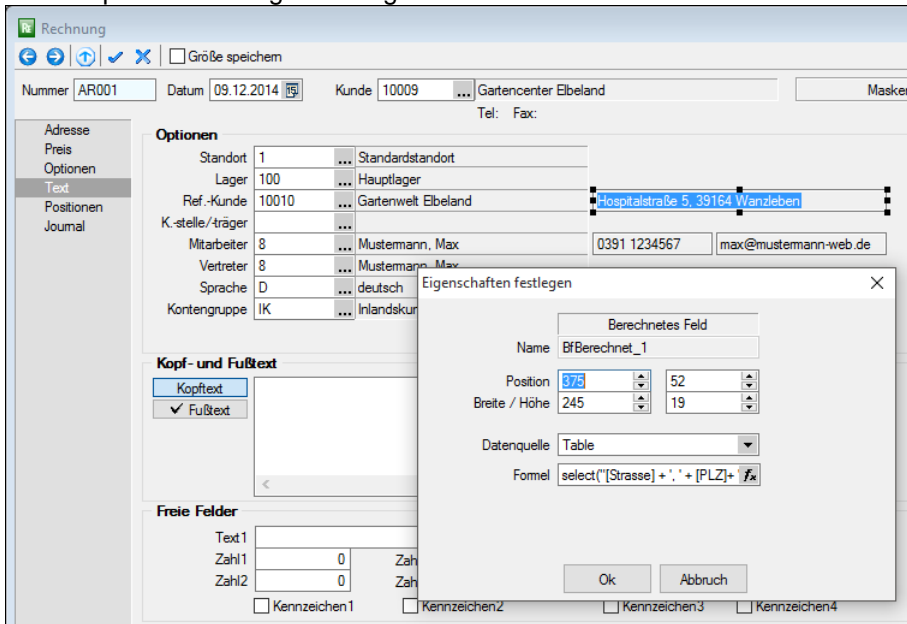 Rechnung
Größe speichern
Nummer AR001 Datum 09.12.2014 15 Kunde 10009 ... Gartencenter Elbeland
Tel: Fax:
Adresse
Preis
Optionen
Text
Positionen
Journal
Optionen
Standort 1 ... Standardstandort
Lager 100 ... Hauptlager
Ref.-Kunde 10010 ... Gartenwelt Elbeland Hospitalstraße 5, 39164 Wanzleben
K.-stelle/-träger ...
Mitarbeiter 8 ... Mustermann, Max 0391 1234567 max@mustermann-web.de
Vertreter 8 ... Mustermann, Max
Sprache D ... deutsch
Kontengruppe IK ...
Kopf- und Fußtext
Kopftext
Fußtext
Freie Felder
Text1
Zahl1 0
Zahl2 0
Kennzeichen1 Kennzeichen2 Kennzeichen3 Kennzeichen4
Eigenschaften festlegen
Berechnetes Feld
Name BfBerechnet_1
Position 375 52
Breite / Höhe 245 19
Datenquelle Table
Formel select("[Strasse] + ', ' + [PLZ]+ ' fx
Ok Abbruch